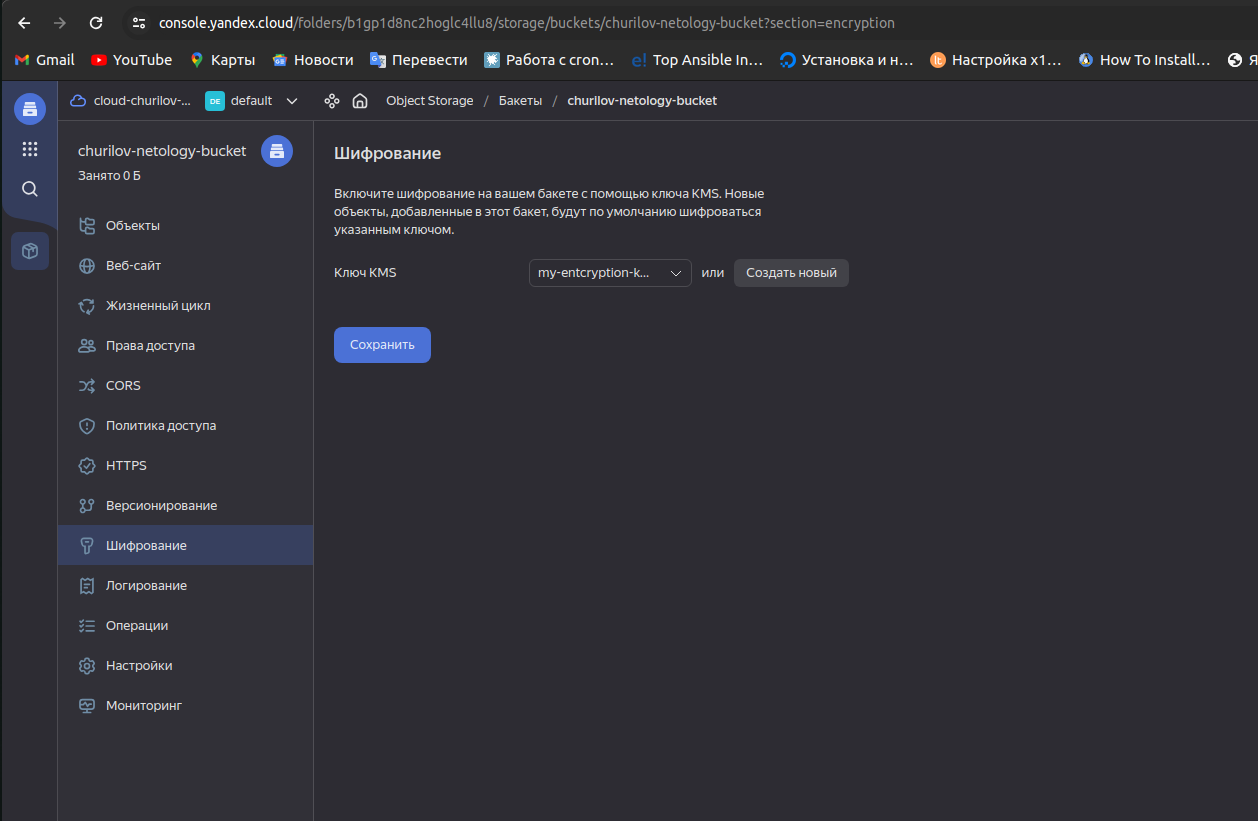 console.yandex.cloud/folders/b1gp1d8nc2hoglc4llu8/storage/buckets/churilov-netology-bucket?section=encryption
Gmail YouTube Карты Новости Перевести Работа с cron... Top Ansible In... Установка и н... Настройка x1... How To Install... Я
cloud-churilov-... DE default Object Storage / Бакеты / churilov-netology-bucket
churilov-netology-bucket
Занято 0 Б
Объекты
Веб-сайт
Жизненный цикл
Права доступа
CORS
Политика доступа
HTTPS
Версионирование
Шифрование
Логирование
Операции
Настройки
Мониторинг
Шифрование
Включите шифрование на вашем бакете с помощью ключа KMS. Новые
объекты, добавленные в этот бакет, будут по умолчанию шифроваться
указанным ключом.
Ключ KMS my-entcryption-k... или Создать новый
Сохранить